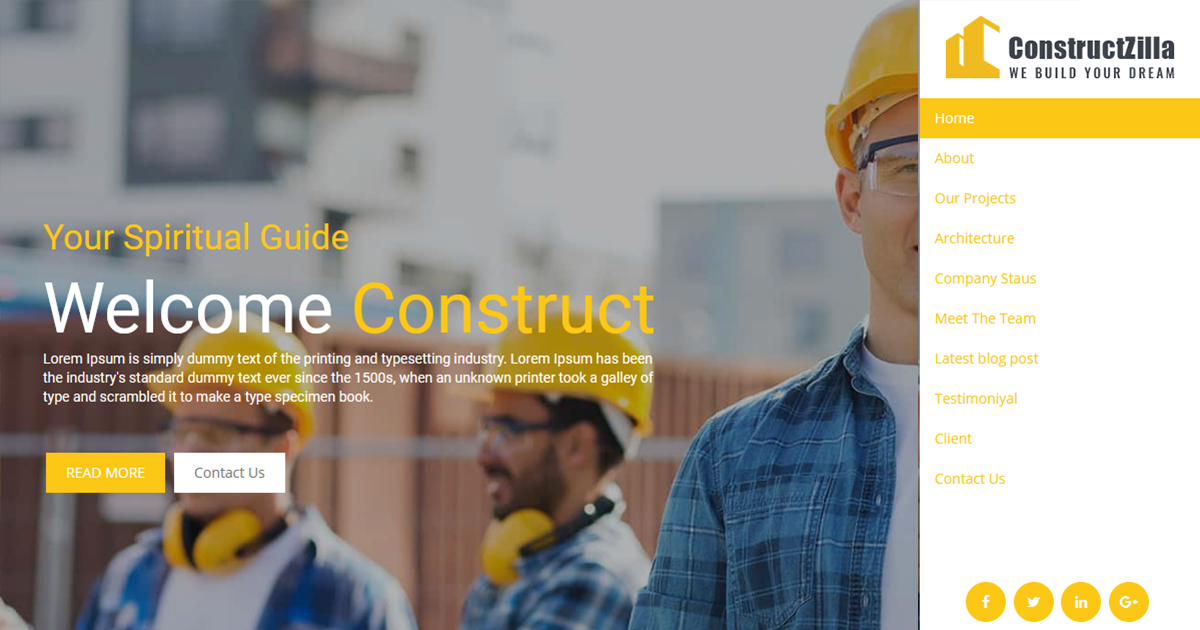 Your Spiritual Guide
Welcome Construct
Lorem Ipsum is simply dummy text of the printing and typesetting industry. Lorem Ipsum has been
the industry's standard dummy text ever since the 1500s, when an unknown printer took a galley of
type and scrambled it to make a type specimen book.
READ MORE
Contact Us
ConstructZilla
WE BUILD YOUR DREAM
Home
About
Our Projects
Architecture
Company Staus
Meet The Team
Latest blog post
Testimoniyal
Client
Contact Us
f
in
G+